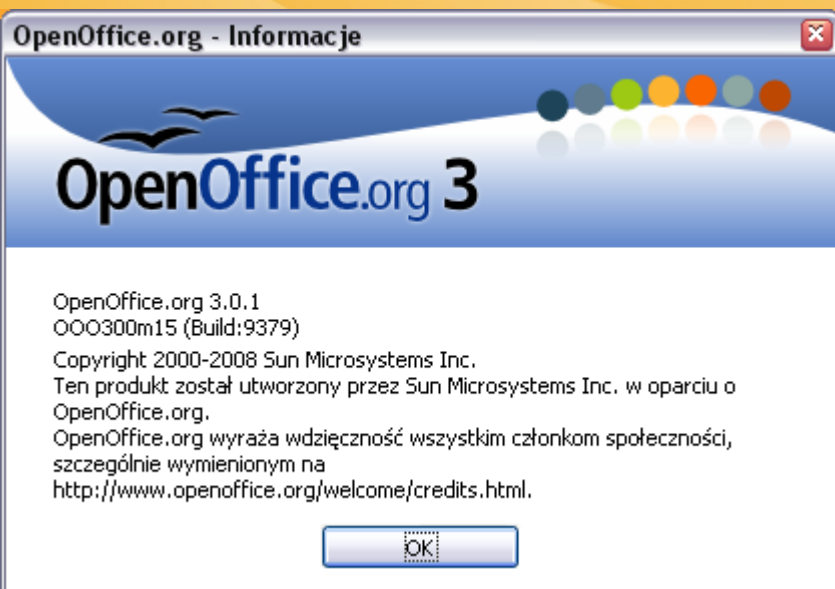 OpenOffice.org - Informacje
OpenOffice.org 3
OpenOffice.org 3.0.1
OOO300m15 (Build:9379)
Copyright 2000-2008 Sun Microsystems Inc.
Ten produkt został utworzony przez Sun Microsystems Inc. w oparciu o
OpenOffice.org.
OpenOffice.org wyraża wdzięczność wszystkim członkom społeczności,
szczególnie wymienionym na
http://www.openoffice.org/welcome/credits.html.
OK